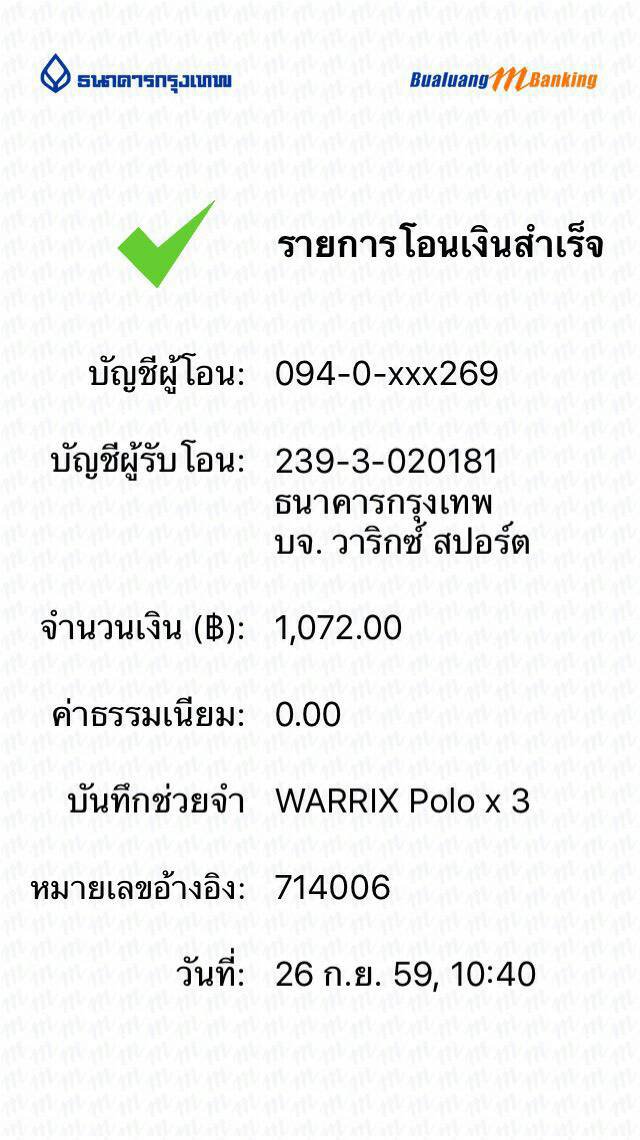 ธนาคารกรุงเทพ
Bualuang mBanking
รายการโอนเงินสำเร็จ
บัญชีผู้โอน: 094-0-xxx269
บัญชีผู้รับโอน: 239-3-020181
ธนาคารกรุงเทพ
บจ. วาริกซ์ สปอร์ต
จำนวนเงิน (฿): 1,072.00
ค่าธรรมเนียม: 0.00
บันทึกช่วยจำ WARRIX Polo x 3
หมายเลขอ้างอิง: 714006
วันที่: 26 ก.ย. 59, 10:40